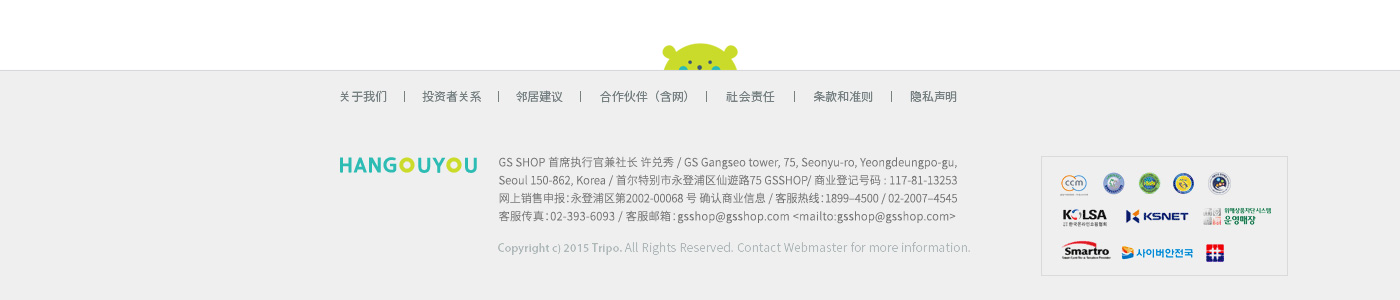 关于我们 | 投资者关系 | 邻居建议 | 合作伙伴（含网） | 社会责任 | 条款和准则 | 隐私声明
HANGOUYOU
GS SHOP 首席执行官兼社长 许兑秀 / GS Gangseo tower, 75, Seonyu-ro, Yeongdeungpo-gu,
Seoul 150-862, Korea / 首尔特别市永登浦区仙遊路75 GSSHOP/ 商业登记号码 : 117-81-13253
网上销售申报：永登浦区第2002-00068 号 确认商业信息 / 客服热线：1899–4500 / 02-2007–4545
客服传真：02-393-6093 / 客服邮箱：gsshop@gsshop.com <mailto:gsshop@gsshop.com>
Copyright c) 2015 Tripo. All Rights Reserved. Contact Webmaster for more information.
ccm
KOLSA
KSNET
위해상품차단시스템
운영매장
Smartro
사이버안전국